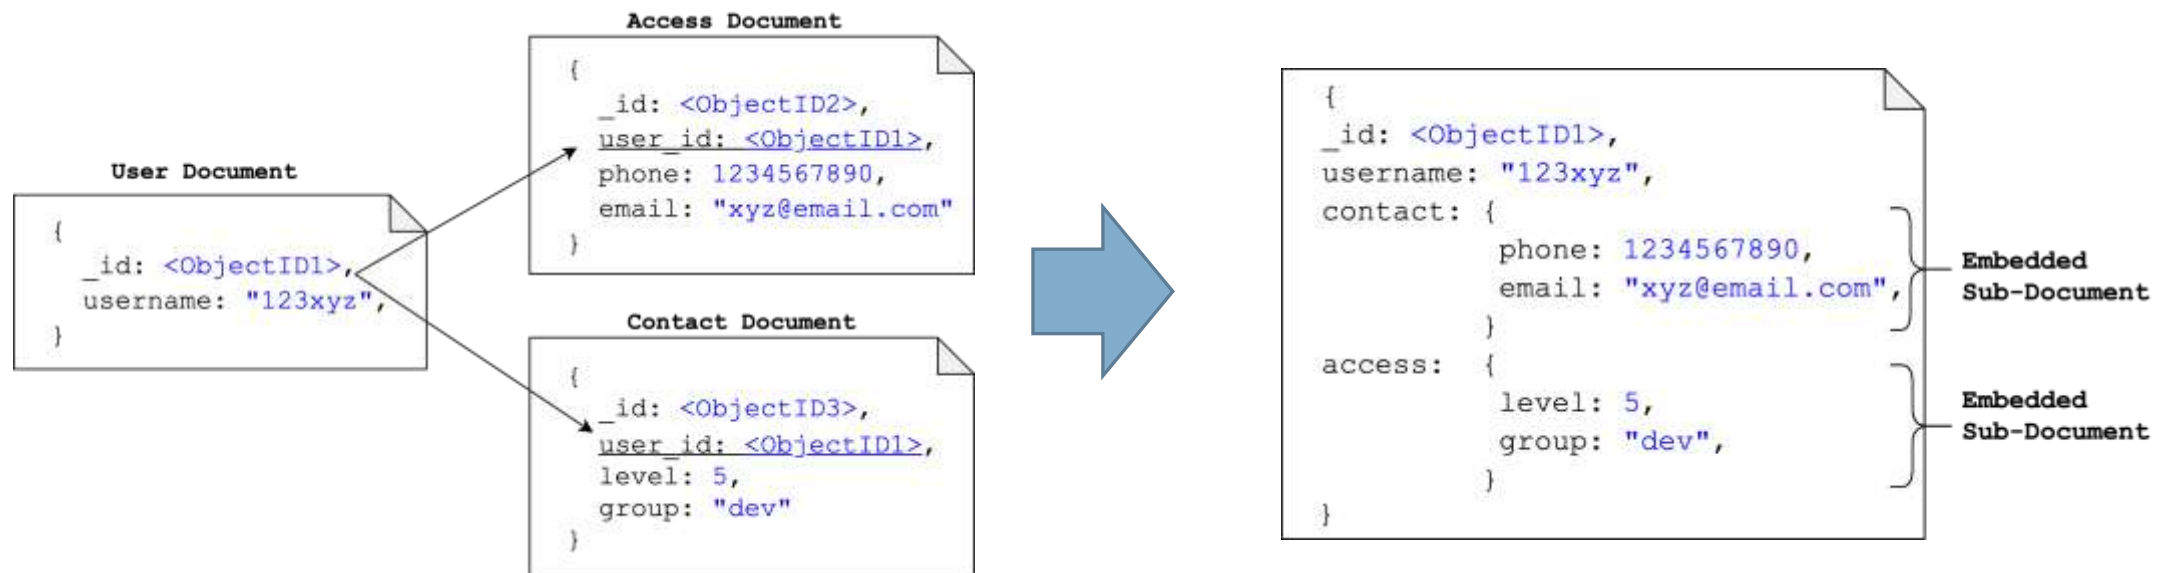 User Document
{
_id: <ObjectID1>,
username: "123xyz",
}
Access Document
{
_id: <ObjectID2>,
user_id: <ObjectID1>,
phone: 1234567890,
email: "xyz@email.com"
}
Contact Document
{
_id: <ObjectID3>,
user_id: <ObjectID1>,
level: 5,
group: "dev"
}
{
_id: <ObjectID1>,
username: "123xyz",
contact: {
phone: 1234567890,
email: "xyz@email.com",
}
access: {
level: 5,
group: "dev",
}
}
Embedded
Sub-Document
Embedded
Sub-Document